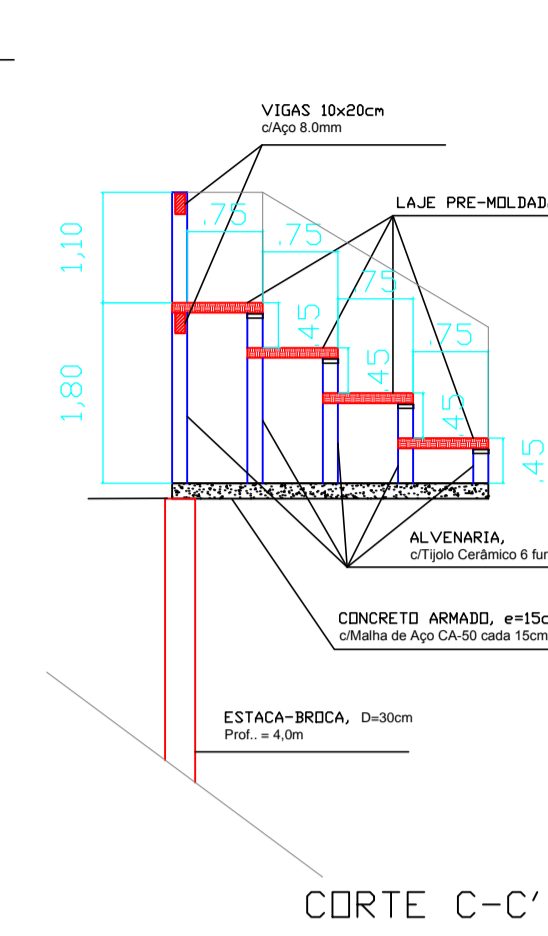 VIGAS 10x20cm
c/Aço 8.0mm
LAJE PRE-MOLDAD
1,10
.75
.75
.75
.75
.45
.45
.45
.45
1,80
ALVENARIA,
c/Tijolo Cerâmico 6 fur
CONCRETO ARMADO, e=15c
c/Malha de Aço CA-50 cada 15cm
ESTACA-BROCA, D=30cm
Prof.. = 4,0m
CORTE C-C'